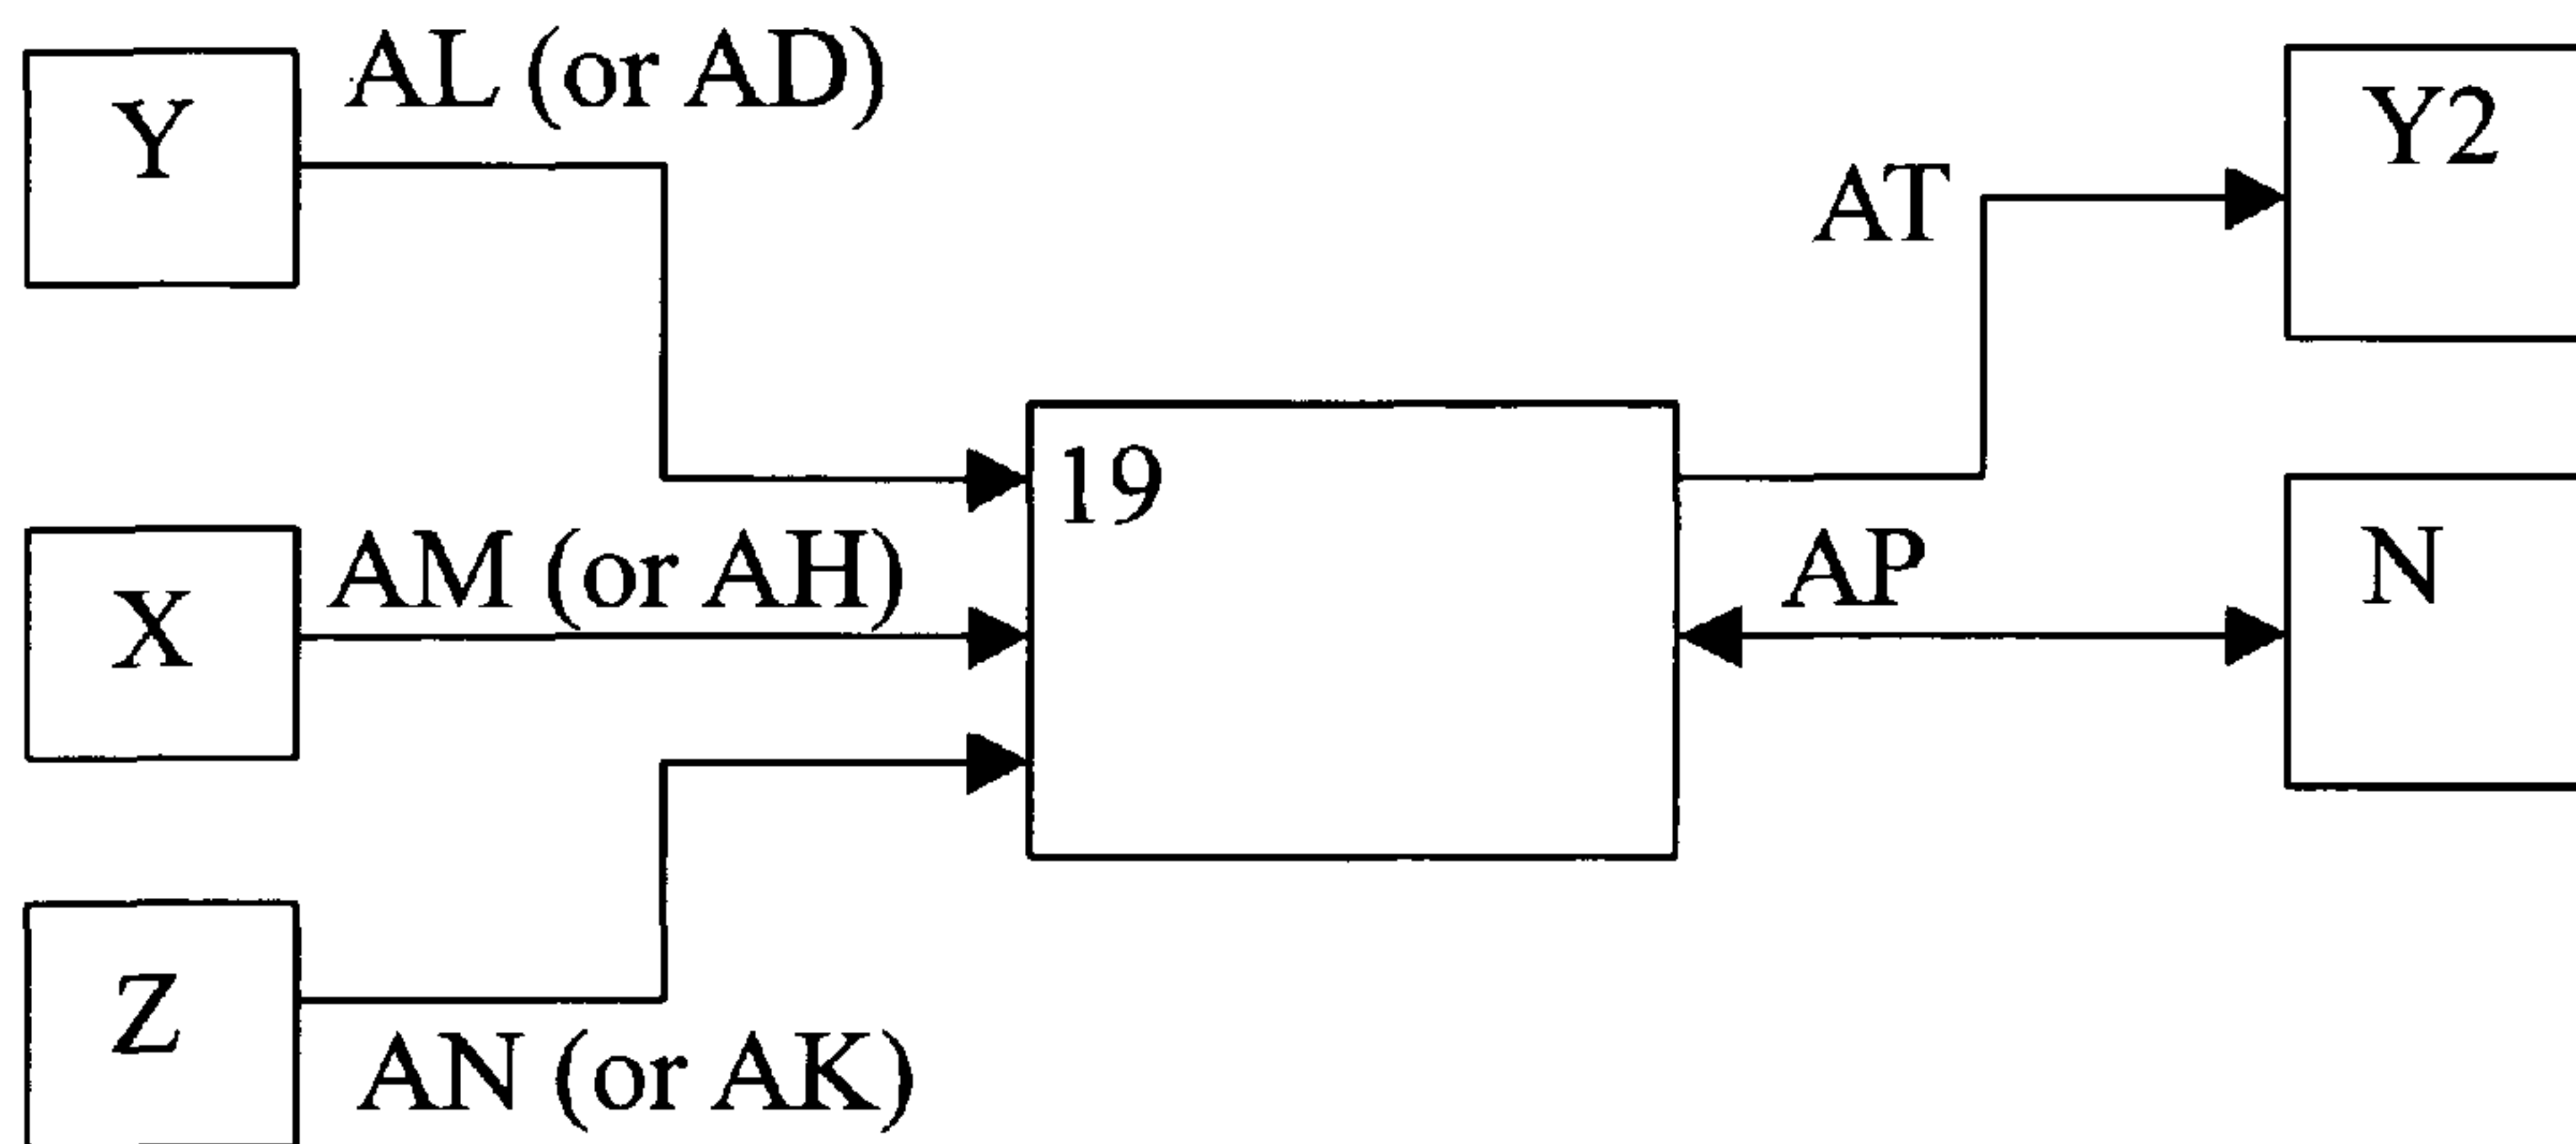 Y
AL (or AD)
Y2
AT
19
X
AM (or AH)
AP
N
Z
AN (or AK)